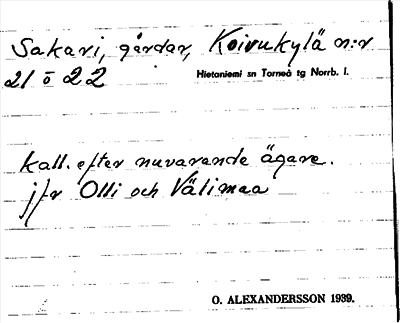 Sakari, gårdar, Koivukylä n:r
21 o 22
Hietaniemi sn Torneå tg Norrb. l.
kall. efter nuvarande ägare.
jfr Olli och Välimaa
O. ALEXANDERSSON 1939.